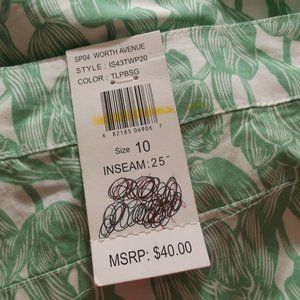 SP04 WORTH AVENUE
STYLE : IS43TWP20
COLOR : TLPBSG
6 82185 06906 7
Size 10
INSEAM:25"
MSRP: $40.00